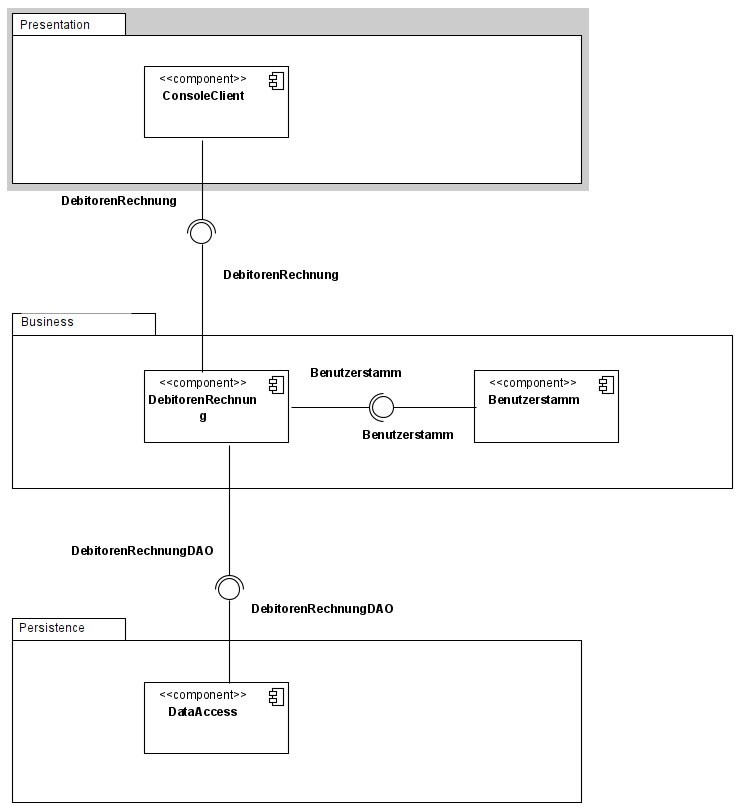 Presentation
<<component>>
ConsoleClient
DebitorenRechnung
DebitorenRechnung
Business
<<component>>
DebitorenRechnun
g
Benutzerstamm
Benutzerstamm
<<component>>
Benutzerstamm
DebitorenRechnungDAO
DebitorenRechnungDAO
Persistence
<<component>>
DataAccess